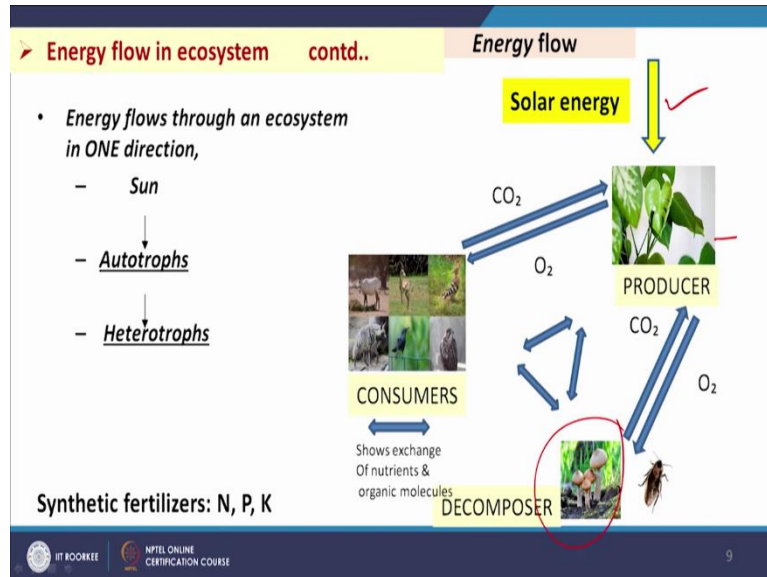 ➢ Energy flow in ecosystem contd..
Energy flow
Solar energy
• Energy flows through an ecosystem
in ONE direction,
– Sun
– Autotrophs
– Heterotrophs
CO₂
O₂
PRODUCER
CO₂
O₂
CONSUMERS
Shows exchange
Of nutrients &
organic molecules
DECOMPOSER
Synthetic fertilizers: N, P, K
IIT ROORKEE
NPTEL ONLINE
CERTIFICATION COURSE
9